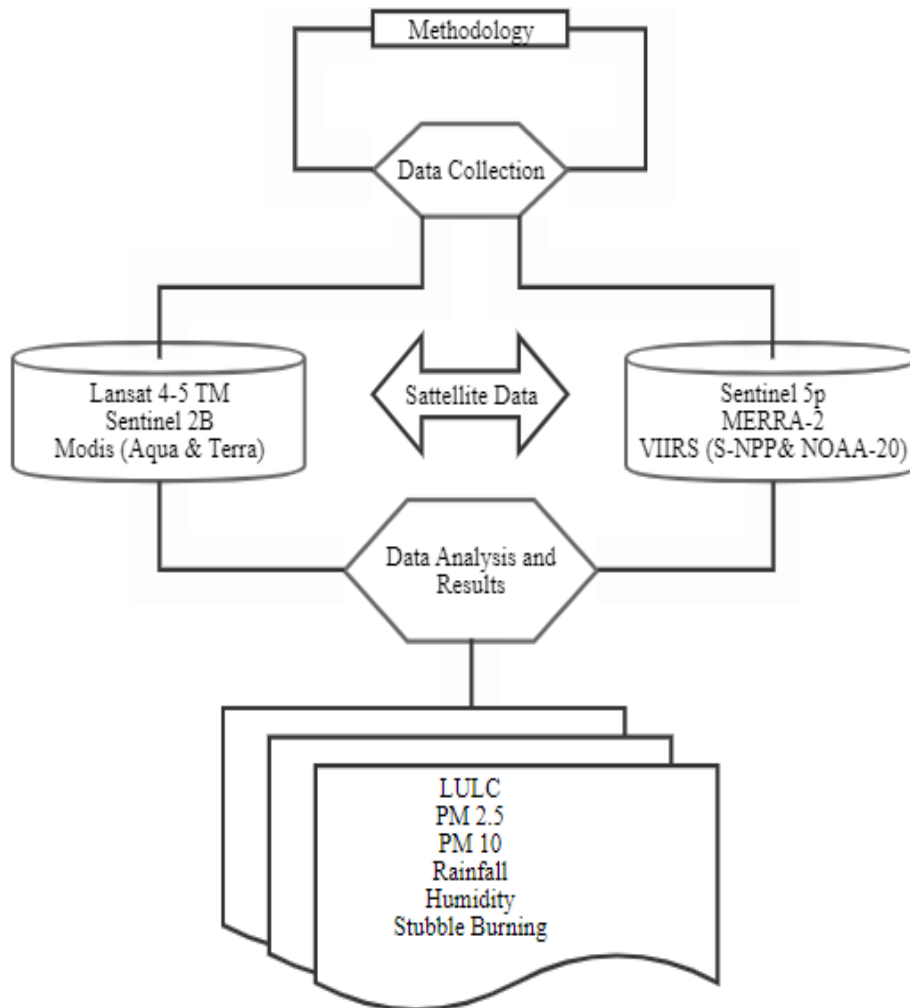 Methodology
Data Collection
Lansat 4-5 TM
Sentinel 2B
Modis (Aqua & Terra)
Sattellite Data
Sentinel 5p
MERRA-2
VIIRS (S-NPP& NOAA-20)
Data Analysis and
Results
LULC
PM 2.5
PM 10
Rainfall
Humidity
Stubble Burning